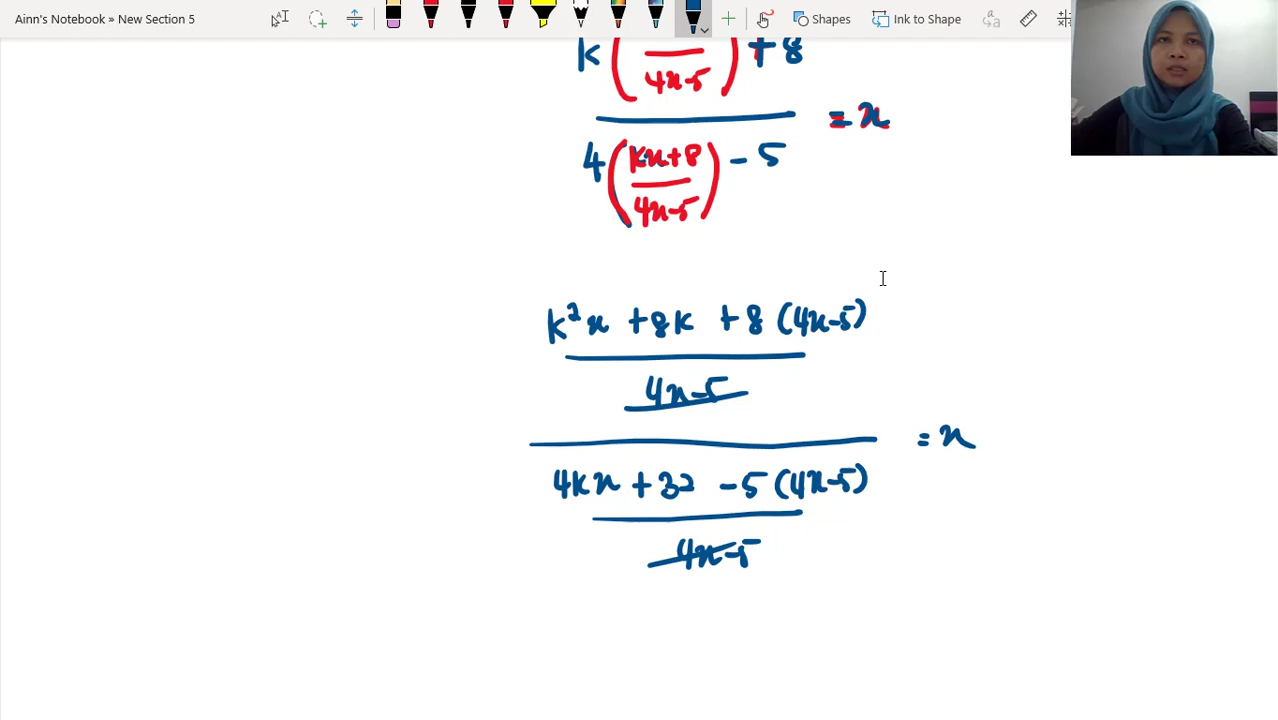 Ainn's Notebook » New Section 5
Shapes
Ink to Shape
k ( / 4x-5 ) + 8
= x
4 ( kx+8 / 4x-5 ) - 5
k²x + 8k + 8 (4x-5)
4x-5
= x
4kx + 32 - 5 (4x-5)
4x-5